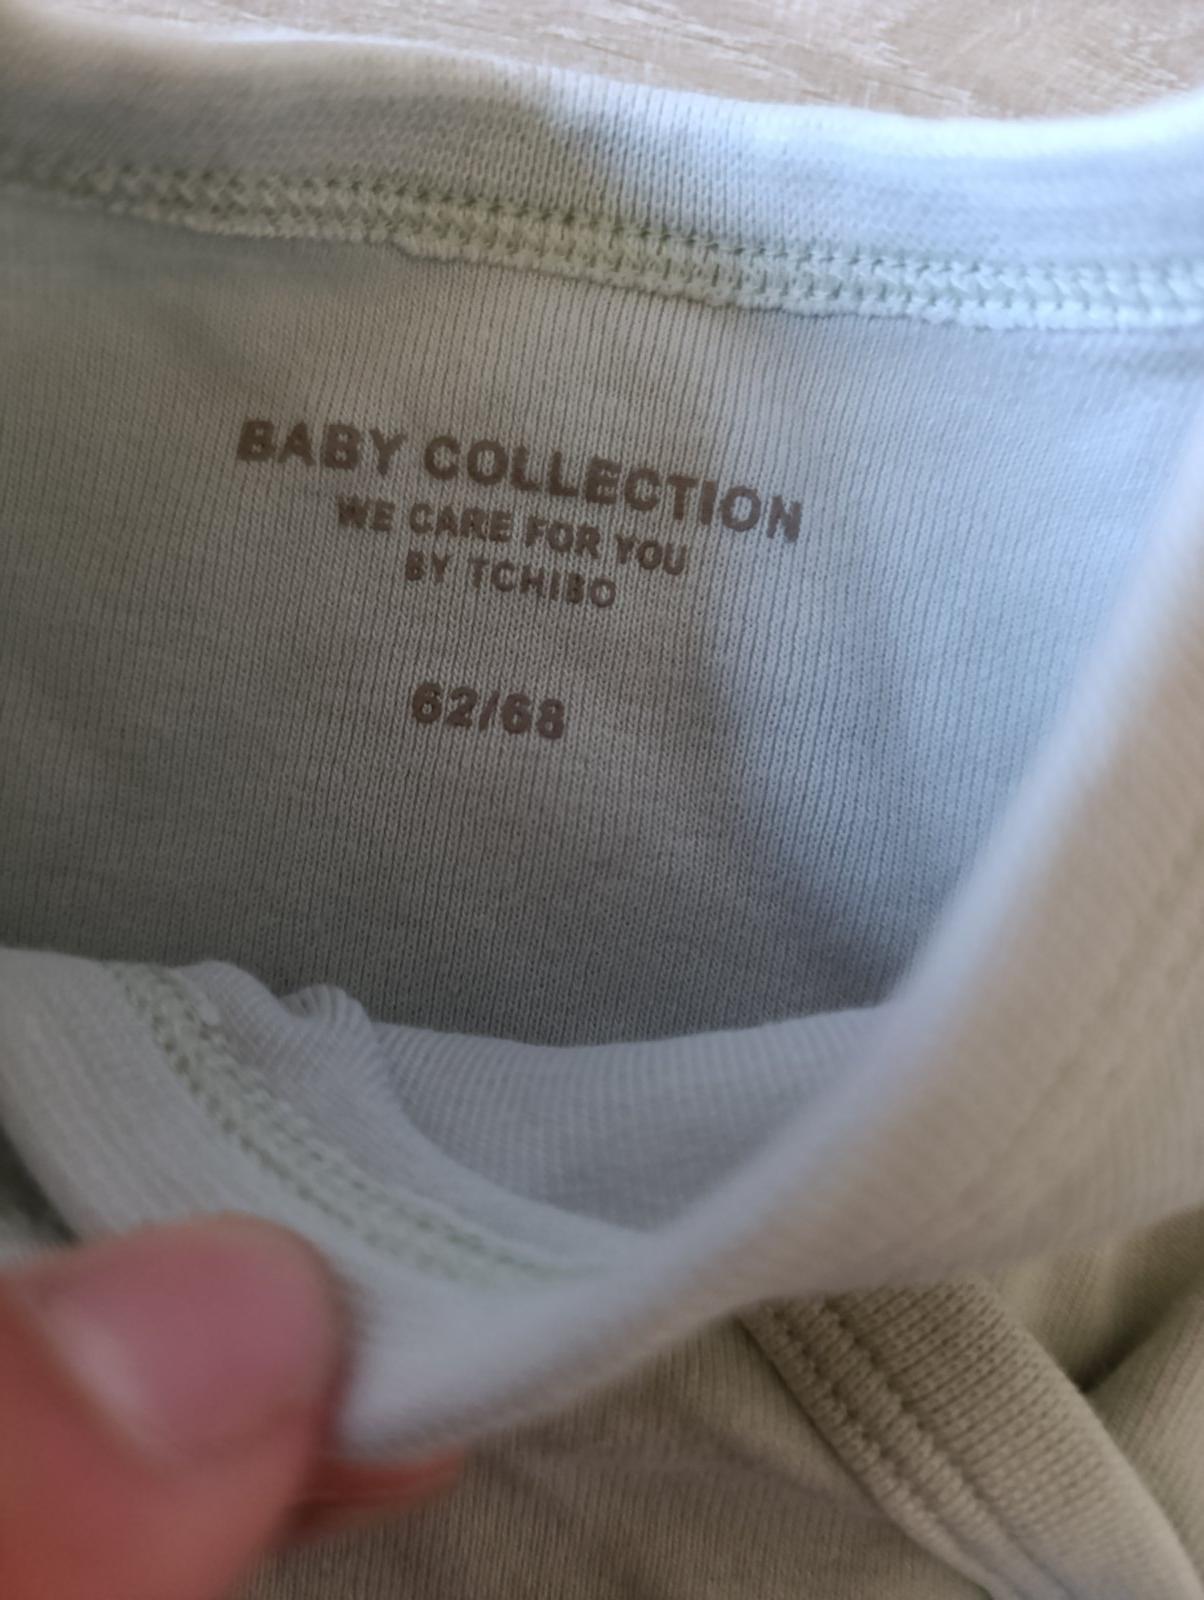 BABY COLLECTION
WE CARE FOR YOU
BY TCHIBO
62/68